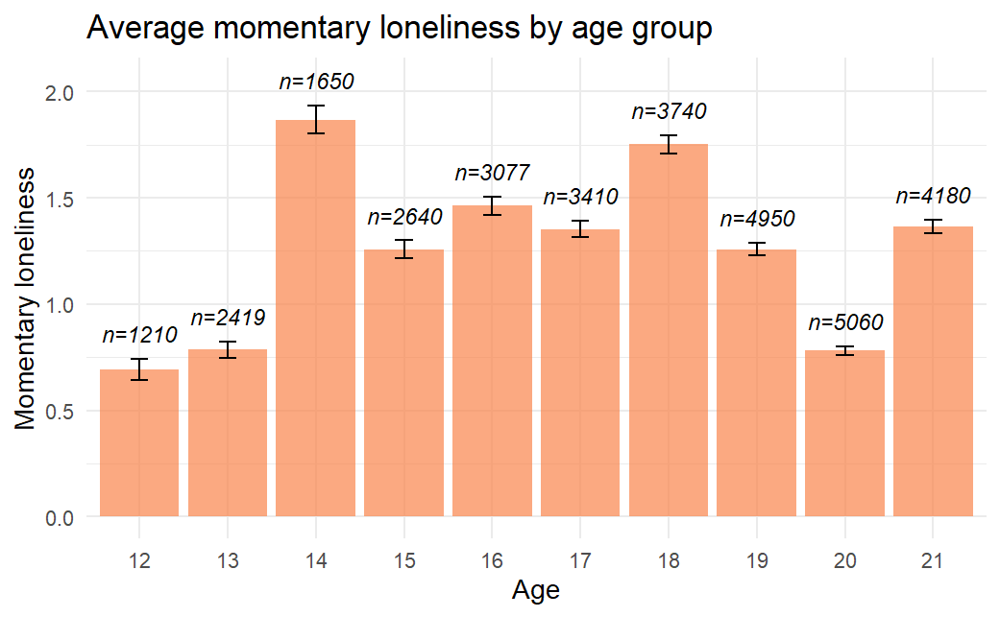 Average momentary loneliness by age group
n=1650
n=3740
n=3077
n=3410
n=4180
n=2640
n=4950
n=2419
n=5060
n=1210
2.0
1.5
1.0
0.5
0.0
Momentary loneliness
12 13 14 15 16 17 18 19 20 21
Age